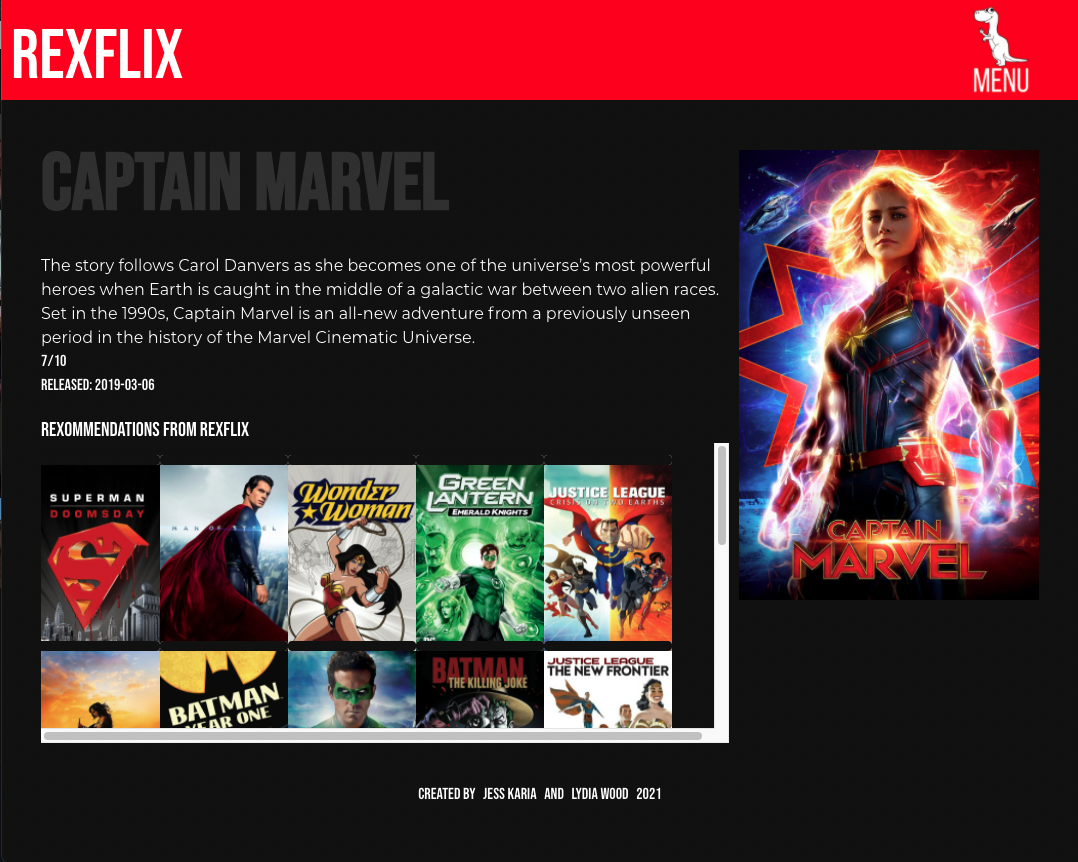 REXFLIX
MENU
CAPTAIN MARVEL
The story follows Carol Danvers as she becomes one of the universe’s most powerful
heroes when Earth is caught in the middle of a galactic war between two alien races.
Set in the 1990s, Captain Marvel is an all-new adventure from a previously unseen
period in the history of the Marvel Cinematic Universe.
7/10
RELEASED: 2019-03-06
REXOMMENDATIONS FROM REXFLIX
SUPERMAN
DOOMSDAY
MAN OF STEEL
Wonder
Woman
GREEN
LANTERN
EMERALD KNIGHTS
JUSTICE LEAGUE
CRISIS ON TWO EARTHS
BATMAN
YEAR ONE
BATMAN
THE KILLING JOKE
JUSTICE LEAGUE
THE NEW FRONTIER
CAPTAIN
MARVEL
CREATED BY JESS KARIA AND LYDIA WOOD 2021